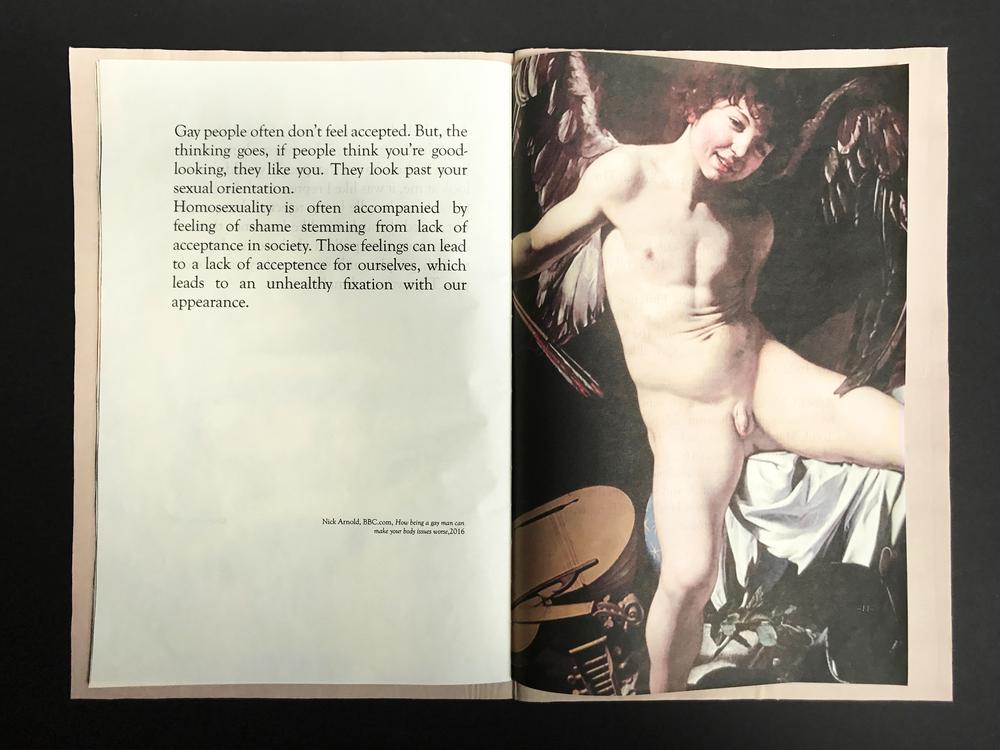 Gay people often don't feel accepted. But, the
thinking goes, if people think you're good-
looking, they like you. They look past your
sexual orientation.
Homosexuality is often accompanied by
feeling of shame stemming from lack of
acceptance in society. Those feelings can lead
to a lack of acceptence for ourselves, which
leads to an unhealthy fixation with our
appearance.
Nick Arnold, BBC.com, How being a gay man can
make your body issues worse,2016
-11-